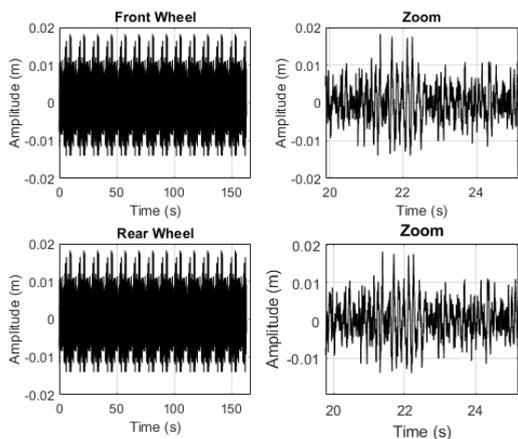 Front Wheel
Zoom
Amplitude (m)
0.02
0.01
0
-0.01
-0.02
0 50 100 150
Time (s)
Amplitude (m)
0.02
0.01
0
-0.01
-0.02
20 22 24
Time (s)
Rear Wheel
Zoom
Amplitude (m)
0.02
0.01
0
-0.01
-0.02
0 50 100 150
Time (s)
Amplitude (m)
0.02
0.01
0
-0.01
20 22 24
Time (s)